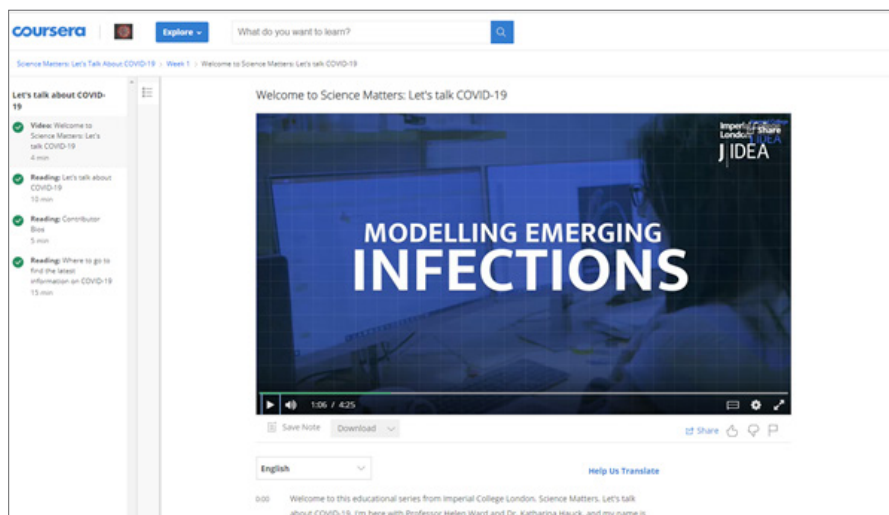 coursera
Explore
What do you want to learn?
Science Matters: Let's Talk About COVID-19 > Week 1 > Welcome to Science Matters: Let's talk COVID-19
Let's talk about COVID-
19
Video: Welcome to
Science Matters: Let's
talk COVID-19
4 min
Reading: Let's talk about
COVID-19
10 min
Reading: Contributor
Bios
5 min
Reading: Where to go to
find the latest
information on COVID-19
15 min
Welcome to Science Matters: Let's talk COVID-19
Imperial
London
Share
J IDEA
MODELLING EMERGING
INFECTIONS
1:06 / 4:25
Save Note
Download
Share
English
Help Us Translate
0:00
Welcome to this educational series from Imperial College London. Science Matters. Let's talk
about COVID-19. I'm here with Professor Helen Ward and Dr. Katharina Hauck, and my name is